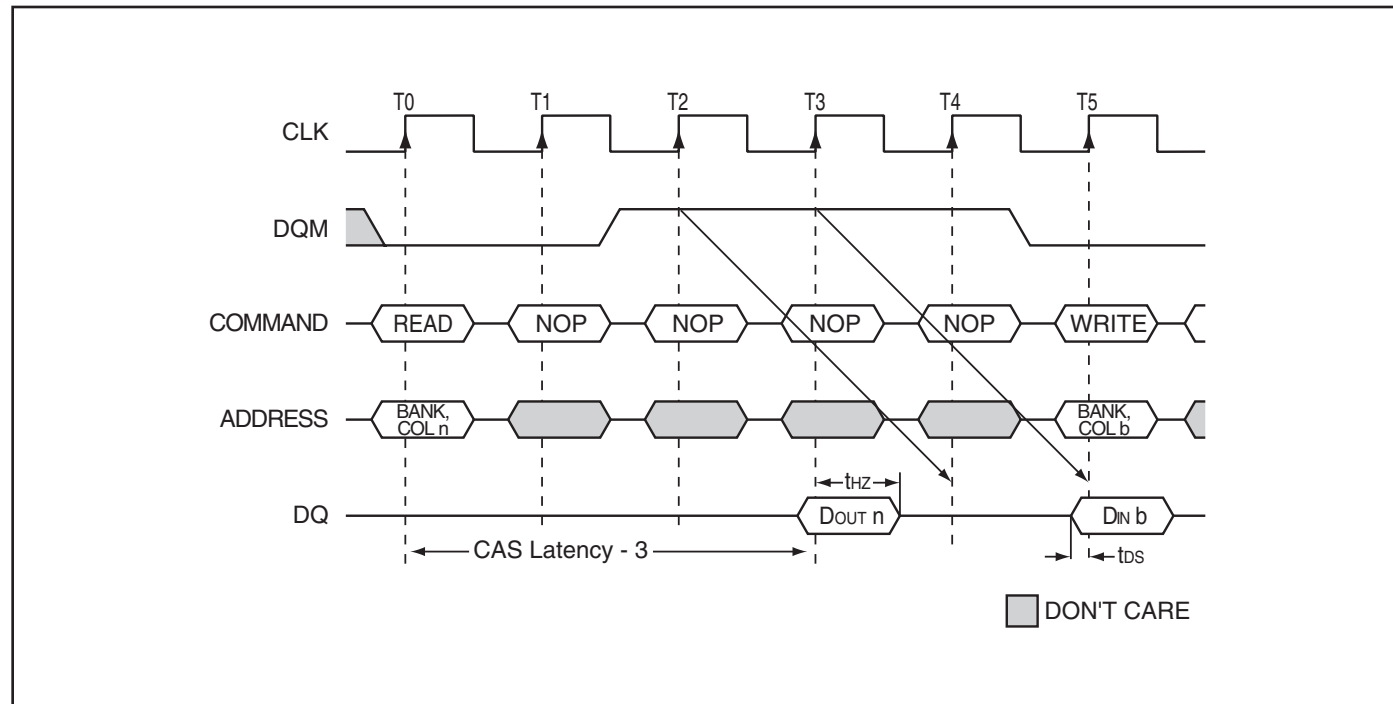 T0 T1 T2 T3 T4 T5
CLK
DQM
COMMAND READ NOP NOP NOP NOP WRITE
ADDRESS BANK, COL n BANK, COL b
tHZ
DQ DOUT n DIN b
CAS Latency - 3 tDS
DON'T CARE